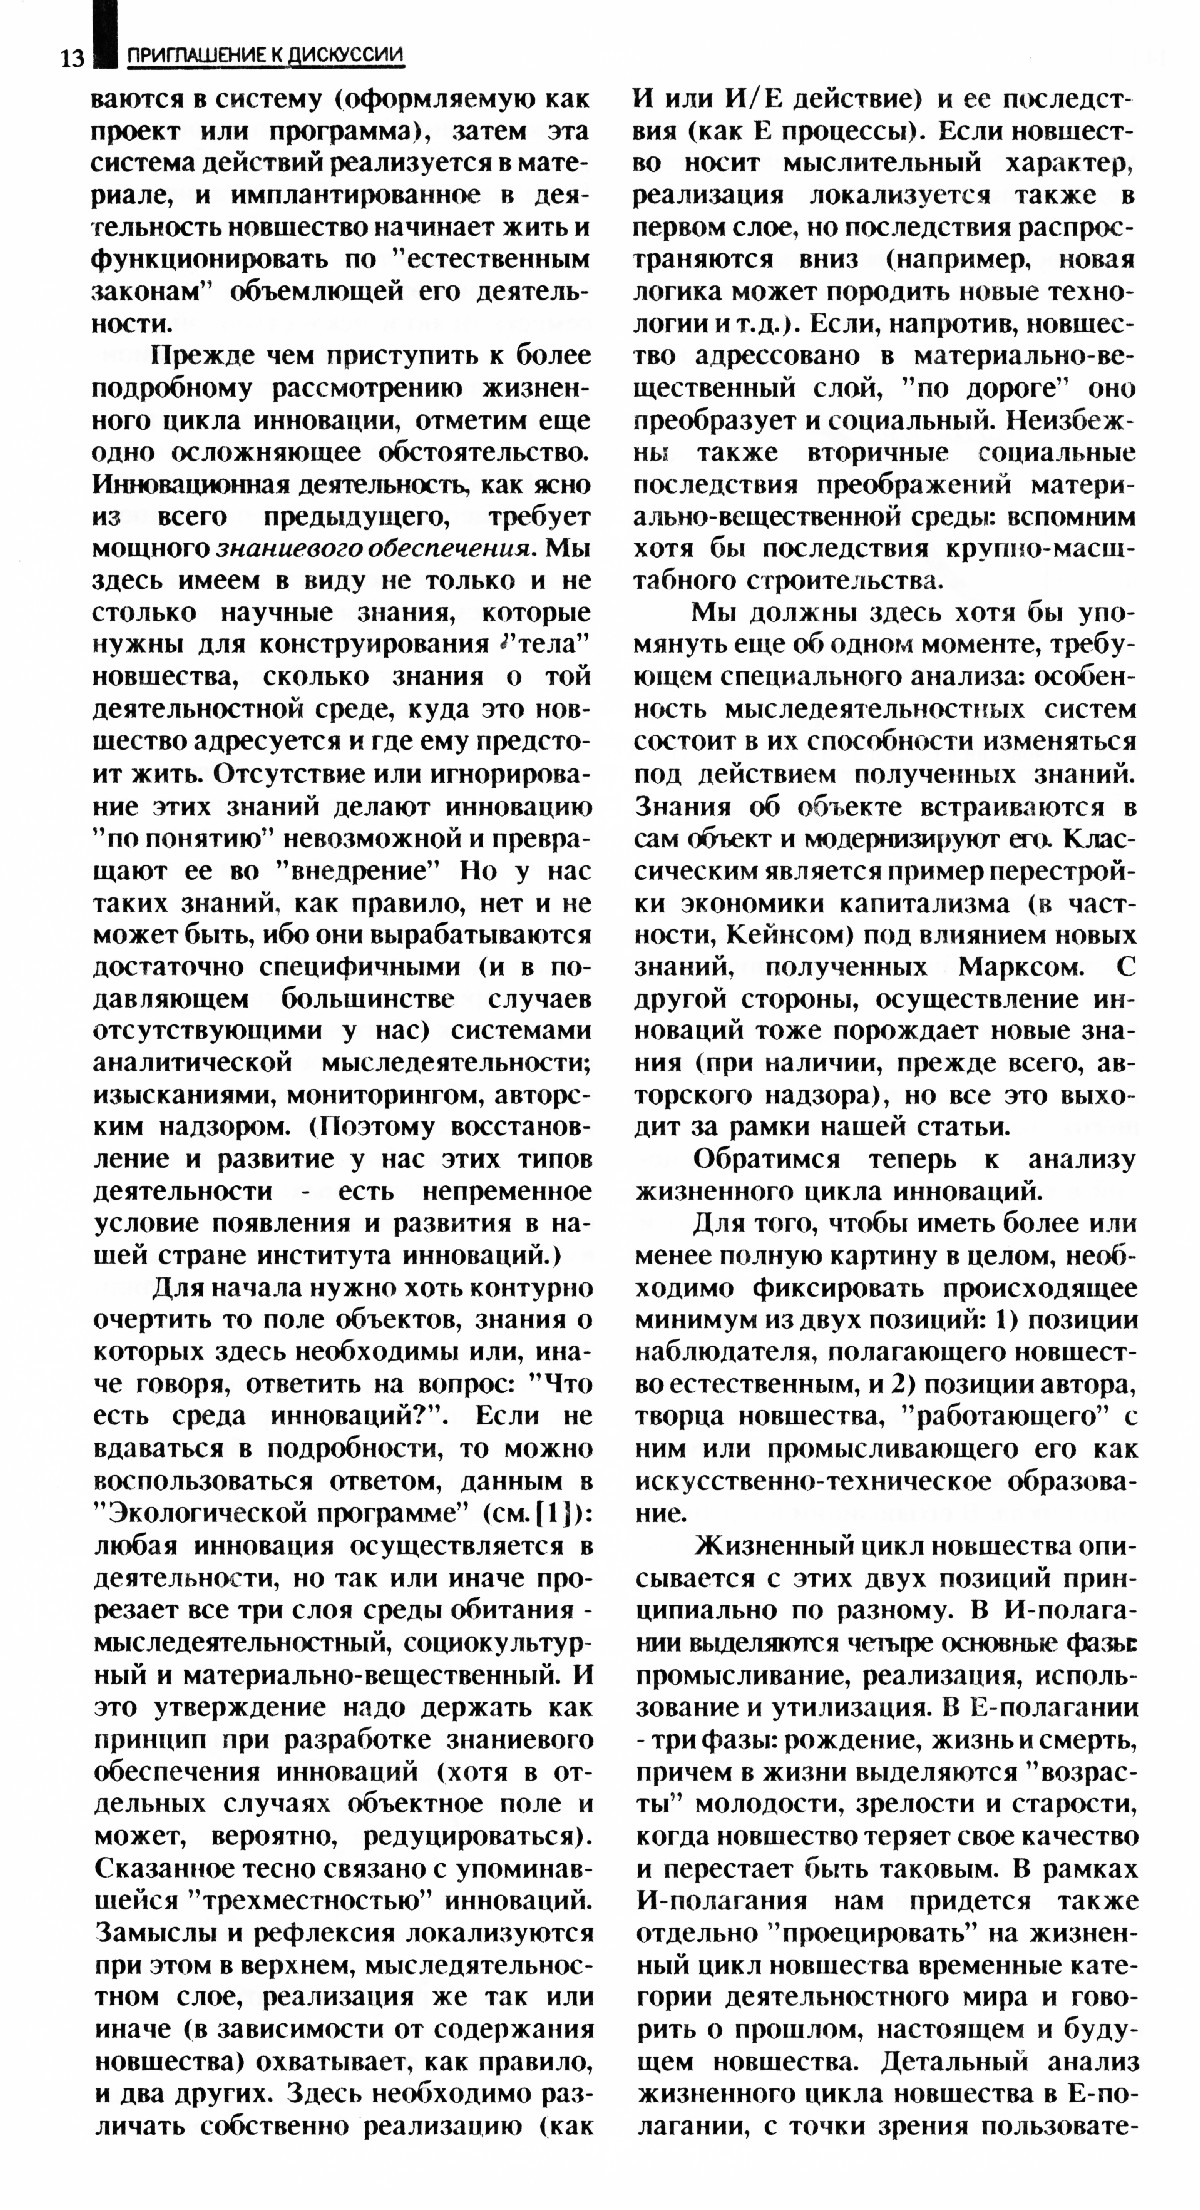 13 ПРИГЛАШЕНИЕ К ДИСКУССИИ
ваются в систему (оформляемую как
проект или программа), затем эта
система действий реализуется в мате-
риале, и имплантированное в дея-
тельность новшество начинает жить и
функционировать по ”естественным
законам” объемлющей его деятель-
ности.
Прежде чем приступить к более
подробному рассмотрению жизнен-
ного цикла инновации, отметим еще
одно осложняющее обстоятельство.
Инновационная деятельность, как ясно
из всего предыдущего, требует
мощного знаниевого обеспечения. Мы
здесь имеем в виду не только и не
столько научные знания, которые
нужны для конструирования ”тела”
новшества, сколько знания о той
деятельностной среде, куда это нов-
шество адресуется и где ему предсто-
ит жить. Отсутствие или игнорирова-
ние этих знаний делают инновацию
”по понятию” невозможной и превра-
щают ее во ”внедрение” Но у нас
таких знаний, как правило, нет и не
может быть, ибо они вырабатываются
достаточно специфичными (и в по-
давляющем большинстве случаев
отсутствующими у нас) системами
аналитической мыследеятельности;
изысканиями, мониторингом, авторс-
ким надзором. (Поэтому восстанов-
ление и развитие у нас этих типов
деятельности - есть непременное
условие появления и развития в на-
шей стране института инноваций.)
Для начала нужно хоть контурно
очертить то поле объектов, знания о
которых здесь необходимы или, ина-
че говоря, ответить на вопрос: ”Что
есть среда инноваций?”. Если не
вдаваться в подробности, то можно
воспользоваться ответом, данным в
”Экологической программе” (см.[1]):
любая инновация осуществляется в
деятельности, но так или иначе про-
резает все три слоя среды обитания -
мыследеятельностный, социокультур-
ный и материально-вещественный. И
это утверждение надо держать как
принцип при разработке знаниевого
обеспечения инноваций (хотя в от-
дельных случаях объектное поле и
может, вероятно, редуцироваться).
Сказанное тесно связано с упоминав-
шейся ”трехместностью” инноваций.
Замыслы и рефлексия локализуются
при этом в верхнем, мыследятельнос-
тном слое, реализация же так или
иначе (в зависимости от содержания
новшества) охватывает, как правило,
и два других. Здесь необходимо раз-
личать собственно реализацию (как
И или И/Е действие) и ее последст-
вия (как Е процессы). Если новшест-
во носит мыслительный характер,
реализация локализуется также в
первом слое, но последствия распрос-
траняются вниз (например, новая
логика может породить новые техно-
логии и т.д.). Если, напротив, новшес-
тво адрессовано в материально-ве-
щественный слой, ”по дороге” оно
преобразует и социальный. Неизбеж-
ны также вторичные социальные
последствия преображений матери-
ально-вещественной среды: вспомним
хотя бы последствия крупно-масш-
табного строительства.
Мы должны здесь хотя бы упо-
мянуть еще об одном моменте, требу-
ющем специального анализа: особен-
ность мыследеятельностных систем
состоит в их способности изменяться
под действием полученных знаний.
Знания об объекте встраиваются в
сам объект и модернизируют его. Клас-
сическим является пример перестрой-
ки экономики капитализма (в част-
ности, Кейнсом) под влиянием новых
знаний, полученных Марксом. С
другой стороны, осуществление ин-
новаций тоже порождает новые зна-
ния (при наличии, прежде всего, ав-
торского надзора), но все это выхо-
дит за рамки нашей статьи.
Обратимся теперь к анализу
жизненного цикла инноваций.
Для того, чтобы иметь более или
менее полную картину в целом, необ-
ходимо фиксировать происходящее
минимум из двух позиций: 1) позиции
наблюдателя, полагающего новшест-
во естественным, и 2) позиции автора,
творца новшества, ”работающего” с
ним или промысливающего его как
искусственно-техническое образова-
ние.
Жизненный цикл новшества опи-
сывается с этих двух позиций прин-
ципиально по разному. В И-полага-
нии выделяются четыре основные фазы:
промысливание, реализация, исполь-
зование и утилизация. В Е-полагании
- три фазы: рождение, жизнь и смерть,
причем в жизни выделяются ”возрас-
ты” молодости, зрелости и старости,
когда новшество теряет свое качество
и перестает быть таковым. В рамках
И-полагания нам придется также
отдельно ”проецировать” на жизнен-
ный цикл новшества временные кате-
гории деятельностного мира и гово-
рить о прошлом, настоящем и буду-
щем новшества. Детальный анализ
жизненного цикла новшества в Е-по-
лагании, с точки зрения пользовате-